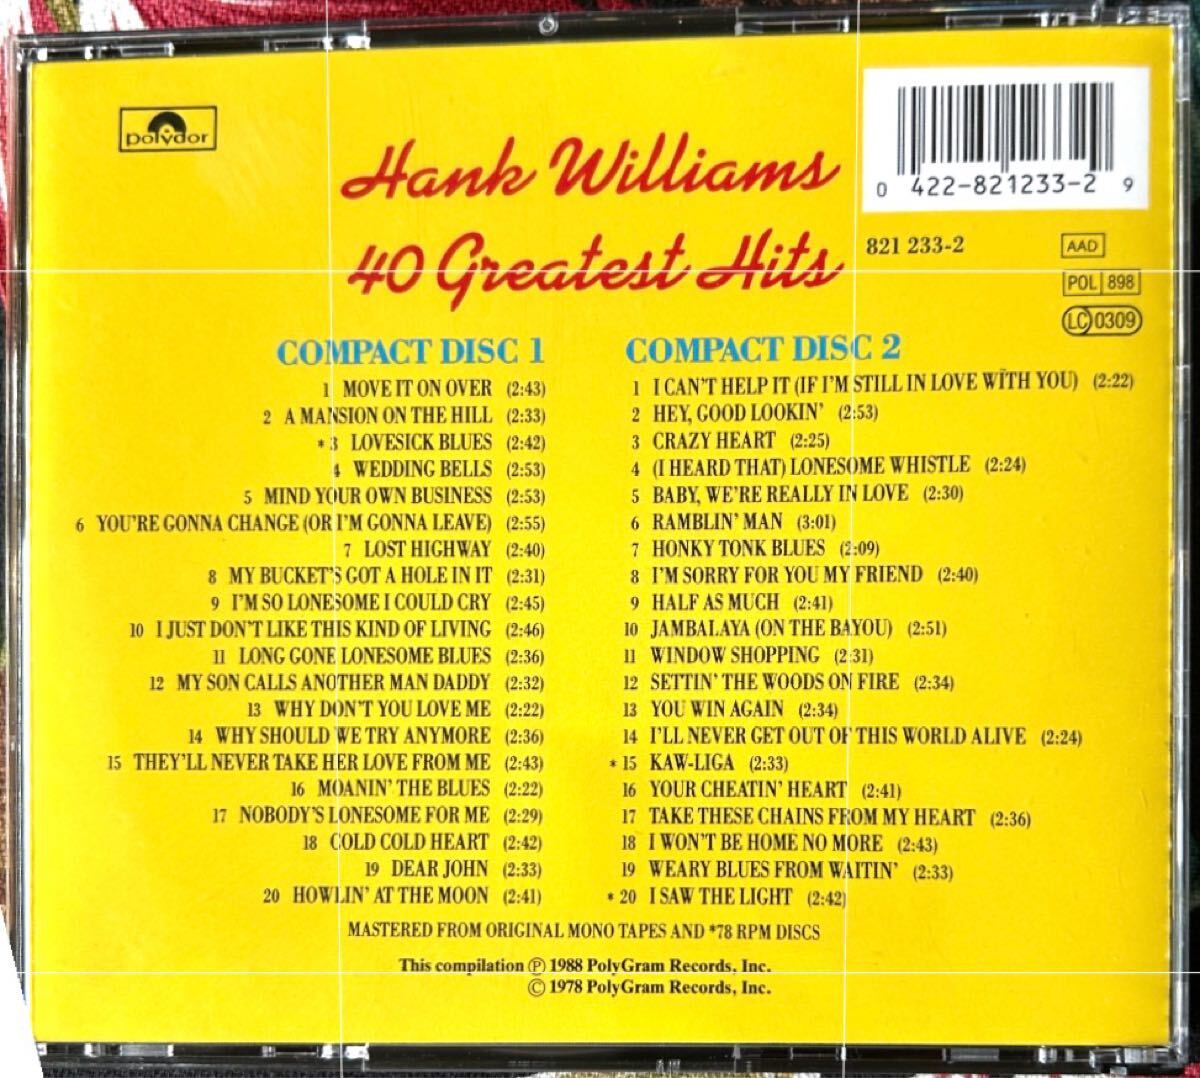 polydor
Hank Williams
40 Greatest Hits
0 422-821233-2 9
821 233-2
AAD
POL 898
LC 0309
COMPACT DISC 1
1 MOVE IT ON OVER (2:43)
2 A MANSION ON THE HILL (2:33)
*3 LOVESICK BLUES (2:42)
4 WEDDING BELLS (2:53)
5 MIND YOUR OWN BUSINESS (2:53)
6 YOU'RE GONNA CHANGE (OR I'M GONNA LEAVE) (2:55)
7 LOST HIGHWAY (2:40)
8 MY BUCKET'S GOT A HOLE IN IT (2:31)
9 I'M SO LONESOME I COULD CRY (2:45)
10 I JUST DON'T LIKE THIS KIND OF LIVING (2:46)
11 LONG GONE LONESOME BLUES (2:36)
12 MY SON CALLS ANOTHER MAN DADDY (2:32)
13 WHY DON'T YOU LOVE ME (2:22)
14 WHY SHOULD WE TRY ANYMORE (2:36)
15 THEY'LL NEVER TAKE HER LOVE FROM ME (2:43)
16 MOANIN' THE BLUES (2:22)
17 NOBODY'S LONESOME FOR ME (2:29)
18 COLD COLD HEART (2:42)
19 DEAR JOHN (2:33)
20 HOWLIN' AT THE MOON (2:41)
COMPACT DISC 2
1 I CAN'T HELP IT (IF I'M STILL IN LOVE WITH YOU) (2:22)
2 HEY, GOOD LOOKIN' (2:53)
3 CRAZY HEART (2:25)
4 (I HEARD THAT) LONESOME WHISTLE (2:24)
5 BABY, WE'RE REALLY IN LOVE (2:30)
6 RAMBLIN' MAN (3:01)
7 HONKY TONK BLUES (2:09)
8 I'M SORRY FOR YOU MY FRIEND (2:40)
9 HALF AS MUCH (2:41)
10 JAMBALAYA (ON THE BAYOU) (2:51)
11 WINDOW SHOPPING (2:31)
12 SETTIN' THE WOODS ON FIRE (2:34)
13 YOU WIN AGAIN (2:34)
14 I'LL NEVER GET OUT OF THIS WORLD ALIVE (2:24)
*15 KAW-LIGA (2:33)
16 YOUR CHEATIN' HEART (2:41)
17 TAKE THESE CHAINS FROM MY HEART (2:36)
18 I WON'T BE HOME NO MORE (2:43)
19 WEARY BLUES FROM WAITIN' (2:33)
*20 I SAW THE LIGHT (2:42)
MASTERED FROM ORIGINAL MONO TAPES AND *78 RPM DISCS
This compilation ℗ 1988 PolyGram Records, Inc.
© 1978 PolyGram Records, Inc.